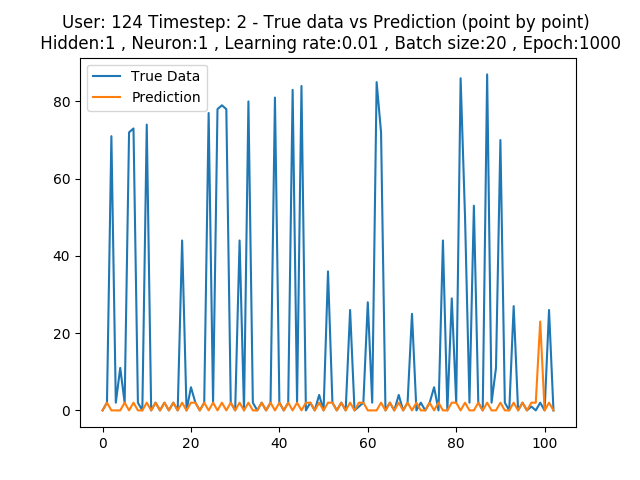 User: 124 Timestep: 2 - True data vs Prediction (point by point)
Hidden:1 , Neuron:1 , Learning rate:0.01 , Batch size:20 , Epoch:1000
True Data
Prediction
80
60
40
20
0
0 20 40 60 80 100